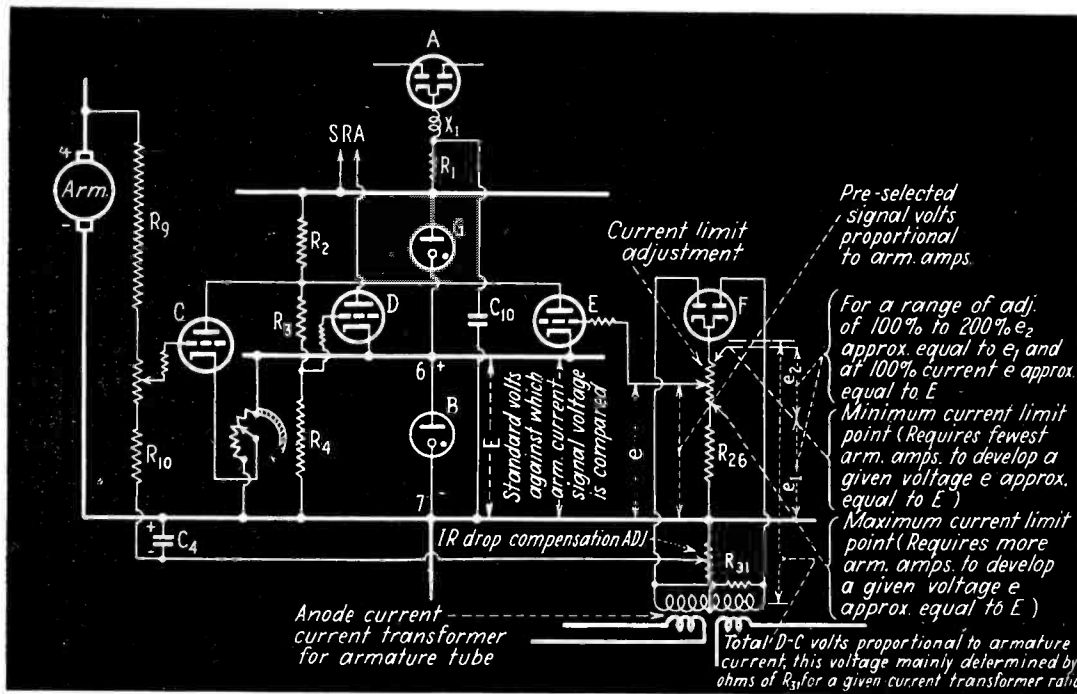 A
X1
SRA
R1
+
Arm.
-
R9
R2
G
C
R3
D
C10
E
F
6 +
B
R10
R4
7
+
-
C4
E
Standard volts
against which
arm. current
signal voltage
is compared
e
R26
e2
e1
Current limit
adjustment
Pre-selected
signal volts
proportional
to arm. amps.
For a range of adj.
of 100% to 200% e2
approx. equal to e1 and
at 100% current e approx.
equal to E
Minimum current limit
point (Requires fewest
arm. amps. to develop a
given voltage e approx.
equal to E)
Maximum current limit
point (Requires more
arm. amps. to develop
a given voltage e
approx. equal to E)
IR drop compensation ADJ
R31
Anode current
current transformer
for armature tube
Total D-C volts proportional to armature
current, this voltage mainly determined by
ohms of R31 for a given current transformer ratio